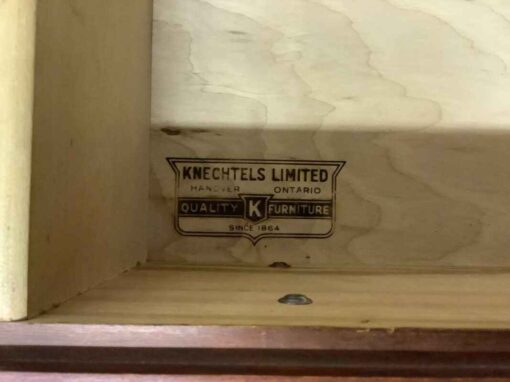 KNECHTELS LIMITED
HANOVER ONTARIO
QUALITY K FURNITURE
SINCE 1864